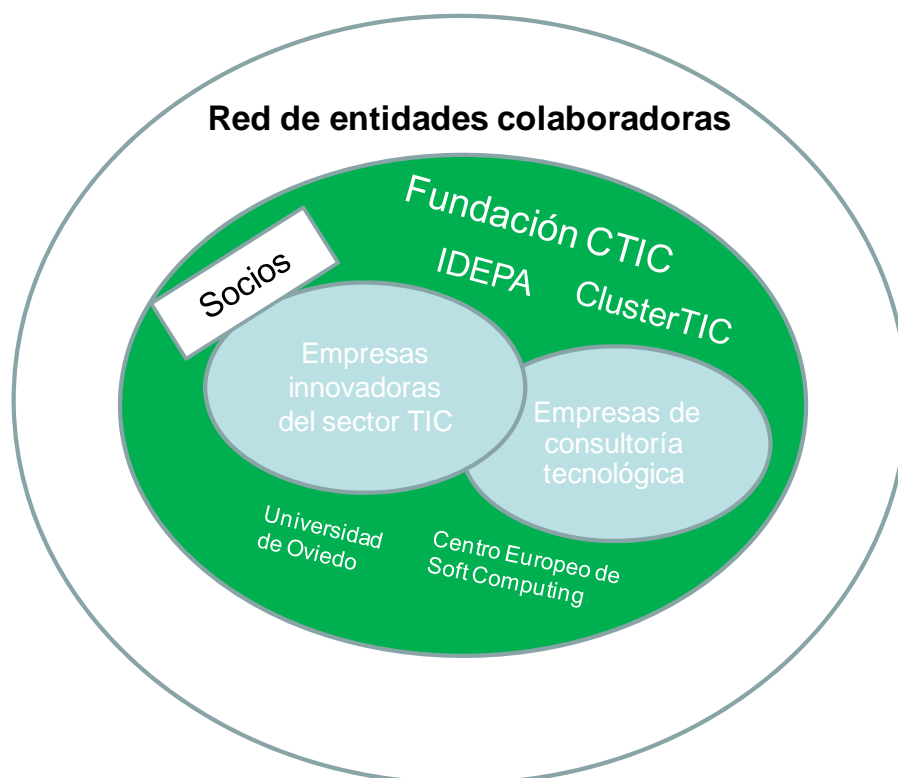 Red de entidades colaboradoras
Fundación CTIC
IDEPA
ClusterTIC
Socios
Empresas
innovadoras
del sector TIC
Empresas de
consultoría
tecnológica
Universidad
de Oviedo
Centro Europeo de
Soft Computing